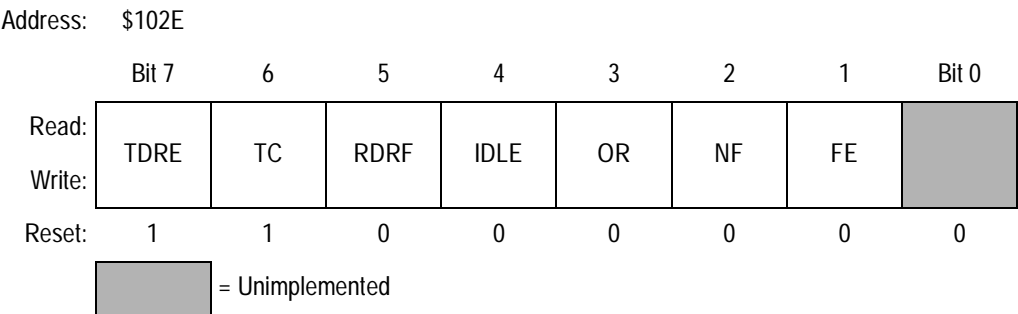 Address: $102E
Bit 7 6 5 4 3 2 1 Bit 0
Read:
TDRE TC RDRF IDLE OR NF FE
Write:
Reset: 1 1 0 0 0 0 0 0
= Unimplemented